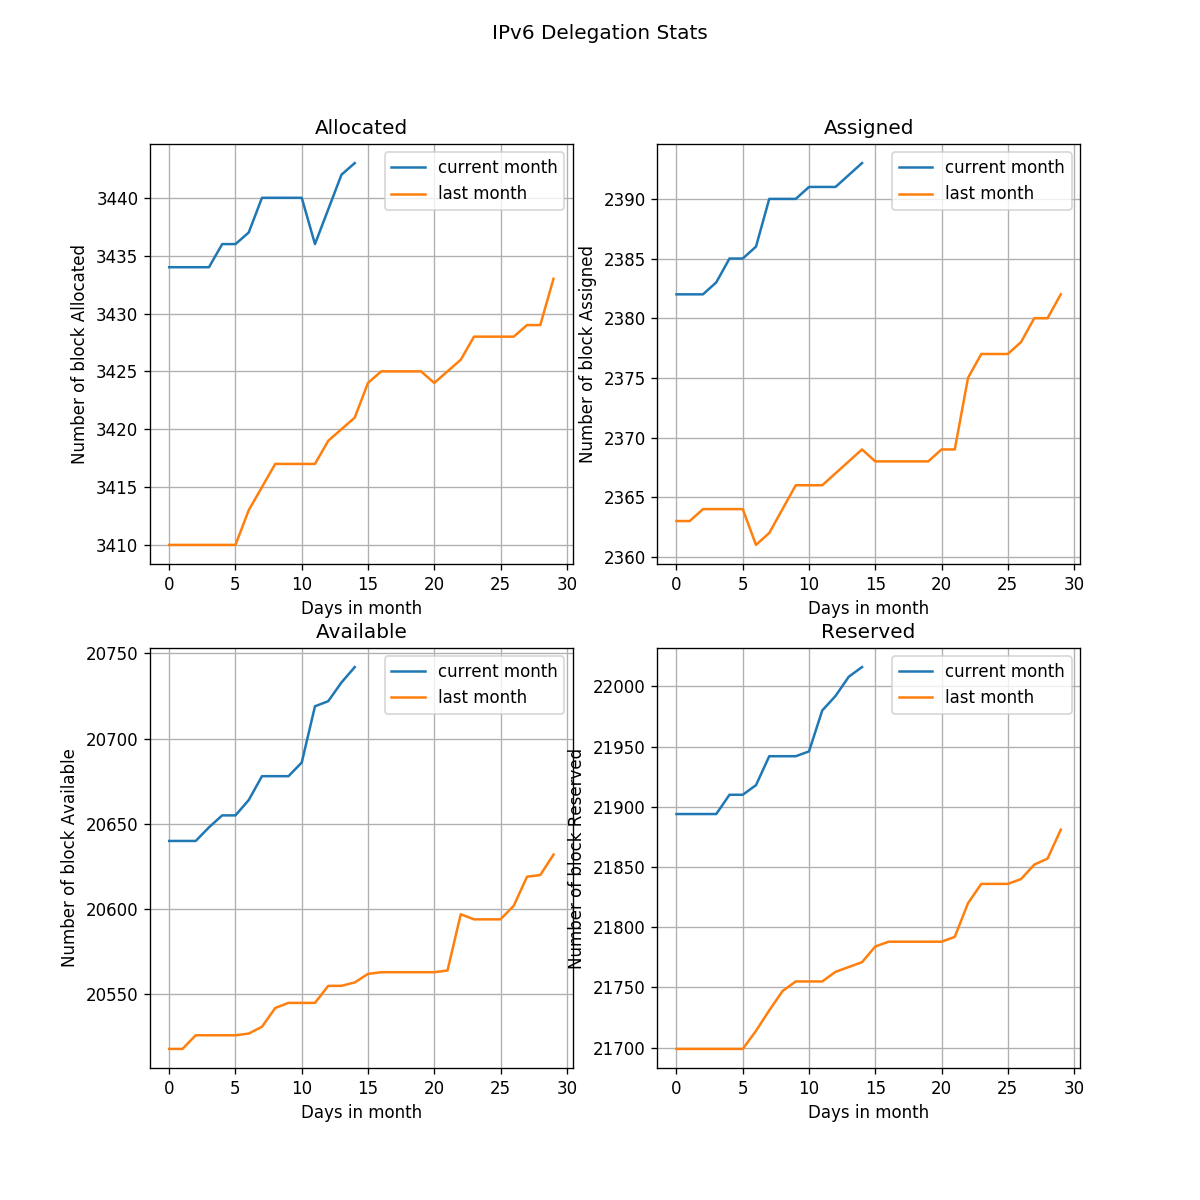 IPv6 Delegation Stats
Allocated
Number of block Allocated
3440
3435
3430
3425
3420
3415
3410
current month
last month
0 5 10 15 20 25 30
Days in month
Assigned
Number of block Assigned
2390
2385
2380
2375
2370
2365
2360
current month
last month
0 5 10 15 20 25 30
Days in month
Available
Number of block Available
20750
20700
20650
20600
20550
current month
last month
0 5 10 15 20 25 30
Days in month
Reserved
Number of block Reserved
22000
21950
21900
21850
21800
21750
21700
current month
last month
0 5 10 15 20 25 30
Days in month